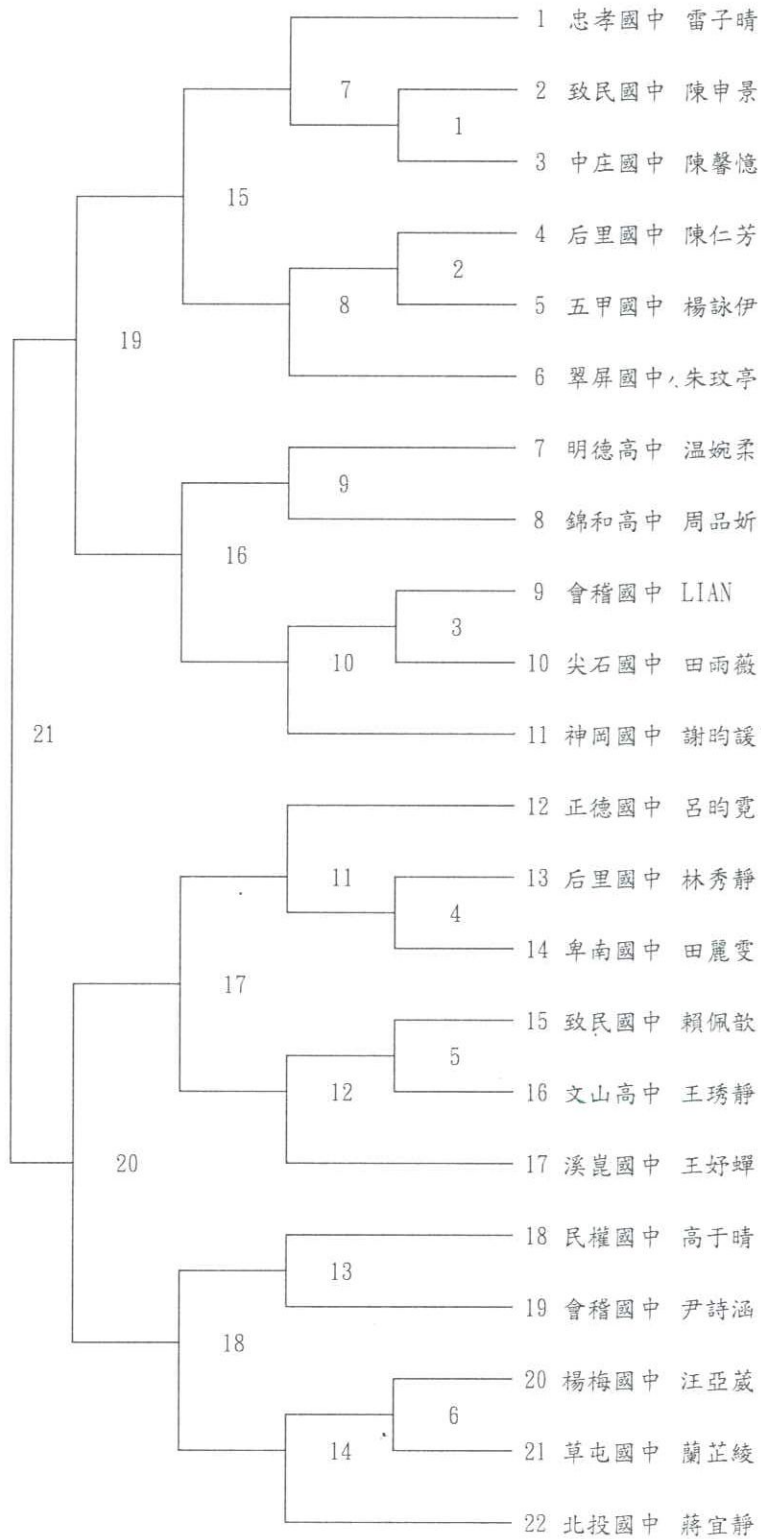 1 忠孝國中 雷子晴
7
2 致民國中 陳申景
1
3 中庄國中 陳馨憶
15
4 后里國中 陳仁芳
2
5 五甲國中 楊詠伊
8
19
6 翠屏國中 朱玟亭
7 明德高中 温婉柔
9
8 錦和高中 周品妡
16
9 會稽國中 LIAN
3
10
10 尖石國中 田雨薇
21
11 神岡國中 謝昀諼
12 正德國中 呂昀霓
11
13 后里國中 林秀靜
4
14 卑南國中 田麗雯
17
15 致民國中 賴佩歆
5
12
16 文山高中 王琇靜
20
17 溪崑國中 王妤蟬
18 民權國中 高于晴
13
19 會稽國中 尹詩涵
18
20 楊梅國中 汪亞葳
6
14
21 草屯國中 蘭芷綾
22 北投國中 蔣宜靜